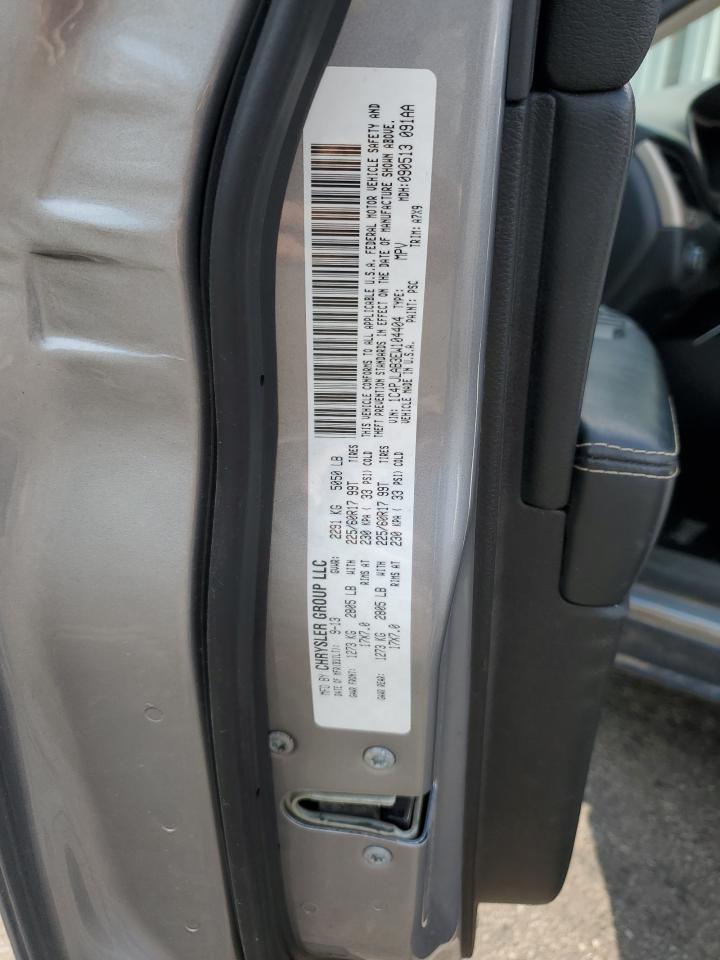 MFD BY CHRYSLER GROUP LLC
DATE OF MFR(BUILT): 9-13 GVWR: 2291 KG 5050 LB
GAWR FRONT: 1273 KG 2805 LB WITH 225/60R17 99T TIRES
17X7.0 RIMS AT 230 KPA ( 33 PSI) COLD
GAWR REAR: 1273 KG 2805 LB WITH 225/60R17 99T TIRES
17X7.0 RIMS AT 230 KPA ( 33 PSI) COLD
THIS VEHICLE CONFORMS TO ALL APPLICABLE U.S.A. FEDERAL MOTOR VEHICLE SAFETY AND
THEFT PREVENTION STANDARDS IN EFFECT ON THE DATE OF MANUFACTURE SHOWN ABOVE.
VIN: 1C4PJLAB3EW104404 TYPE: MPV MDH:090513 091AA
VEHICLE MADE IN U.S.A. PAINT: PSC TRIM: A7X9